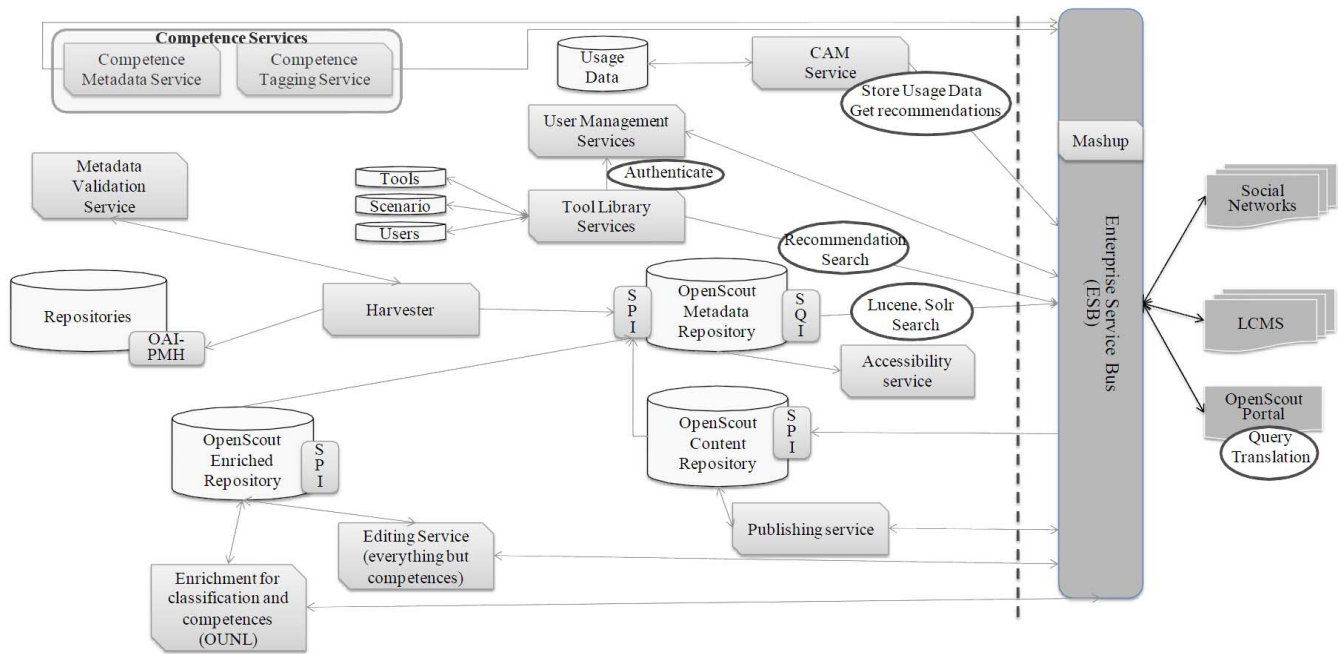 Competence Services
Competence
Metadata Service
Competence
Tagging Service
Usage
Data
CAM
Service
Store Usage Data
Get recommendations
User Management
Services
Authenticate
Mashup
Metadata
Validation
Service
Tools
Scenario
Users
Tool Library
Services
Recommendation
Search
Social
Networks
Repositories
OAI-
PMH
Harvester
S
P
I
OpenScout
Metadata
Repository
S
Q
I
Lucene, Solr
Search
Enterprise Service Bus
(ESB)
LCMS
Accessibility
service
OpenScout
Portal
Query
Translation
OpenScout
Enriched
Repository
S
P
I
OpenScout
Content
Repository
S
P
I
Publishing service
Editing Service
(everything but
competences)
Enrichment for
classification and
competences
(OUNL)